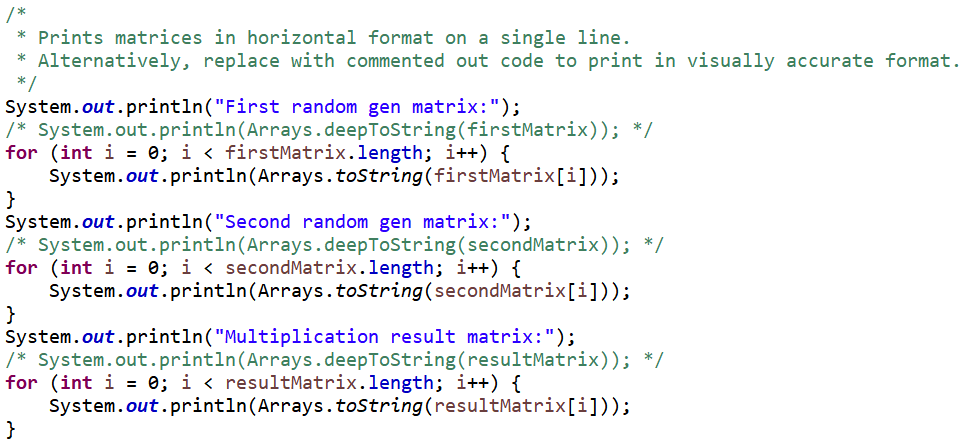 /*
 * Prints matrices in horizontal format on a single line.
 * Alternatively, replace with commented out code to print in visually accurate format.
 */
System.out.println("First random gen matrix:");
/* System.out.println(Arrays.deepToString(firstMatrix)); */
for (int i = 0; i < firstMatrix.length; i++) {
    System.out.println(Arrays.toString(firstMatrix[i]));
}
System.out.println("Second random gen matrix:");
/* System.out.println(Arrays.deepToString(secondMatrix)); */
for (int i = 0; i < secondMatrix.length; i++) {
    System.out.println(Arrays.toString(secondMatrix[i]));
}
System.out.println("Multiplication result matrix:");
/* System.out.println(Arrays.deepToString(resultMatrix)); */
for (int i = 0; i < resultMatrix.length; i++) {
    System.out.println(Arrays.toString(resultMatrix[i]));
}